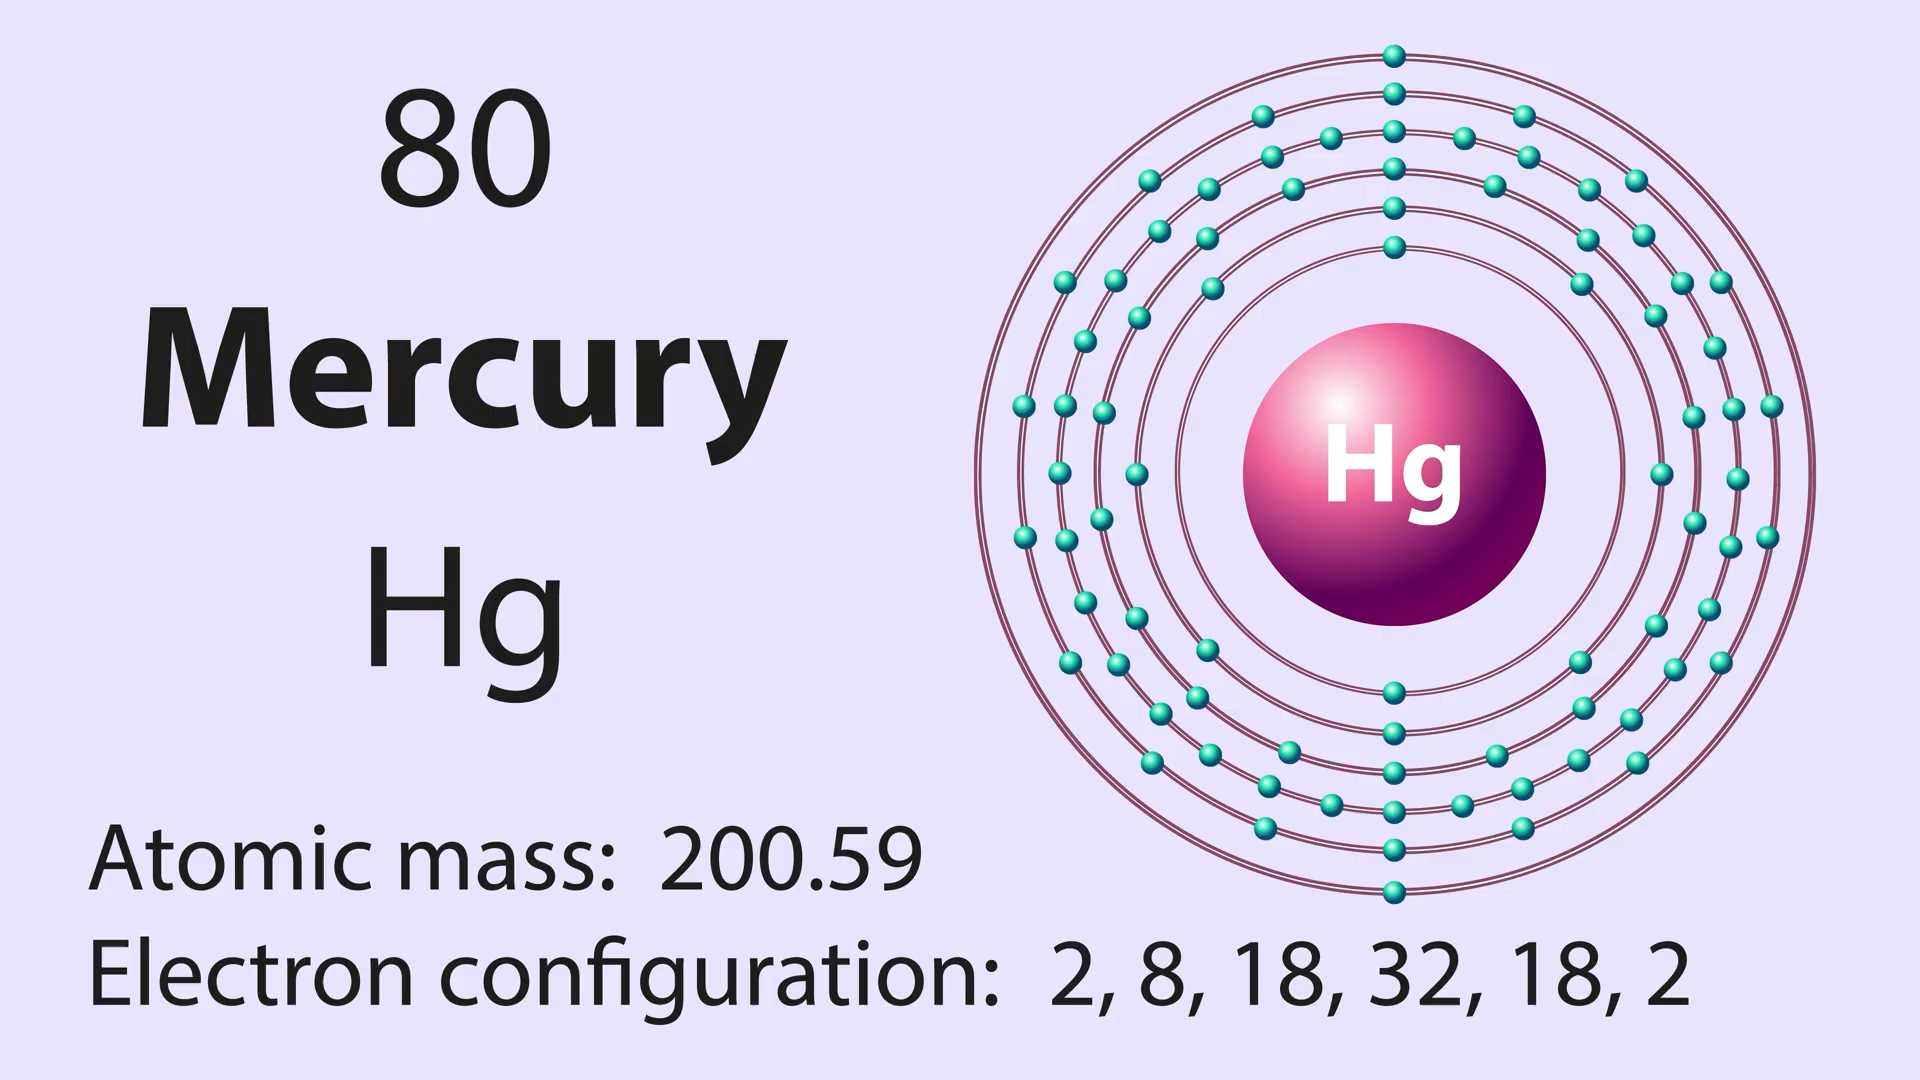 80
Mercury
Hg
Hg
Atomic mass: 200.59
Electron configuration: 2, 8, 18, 32, 18, 2